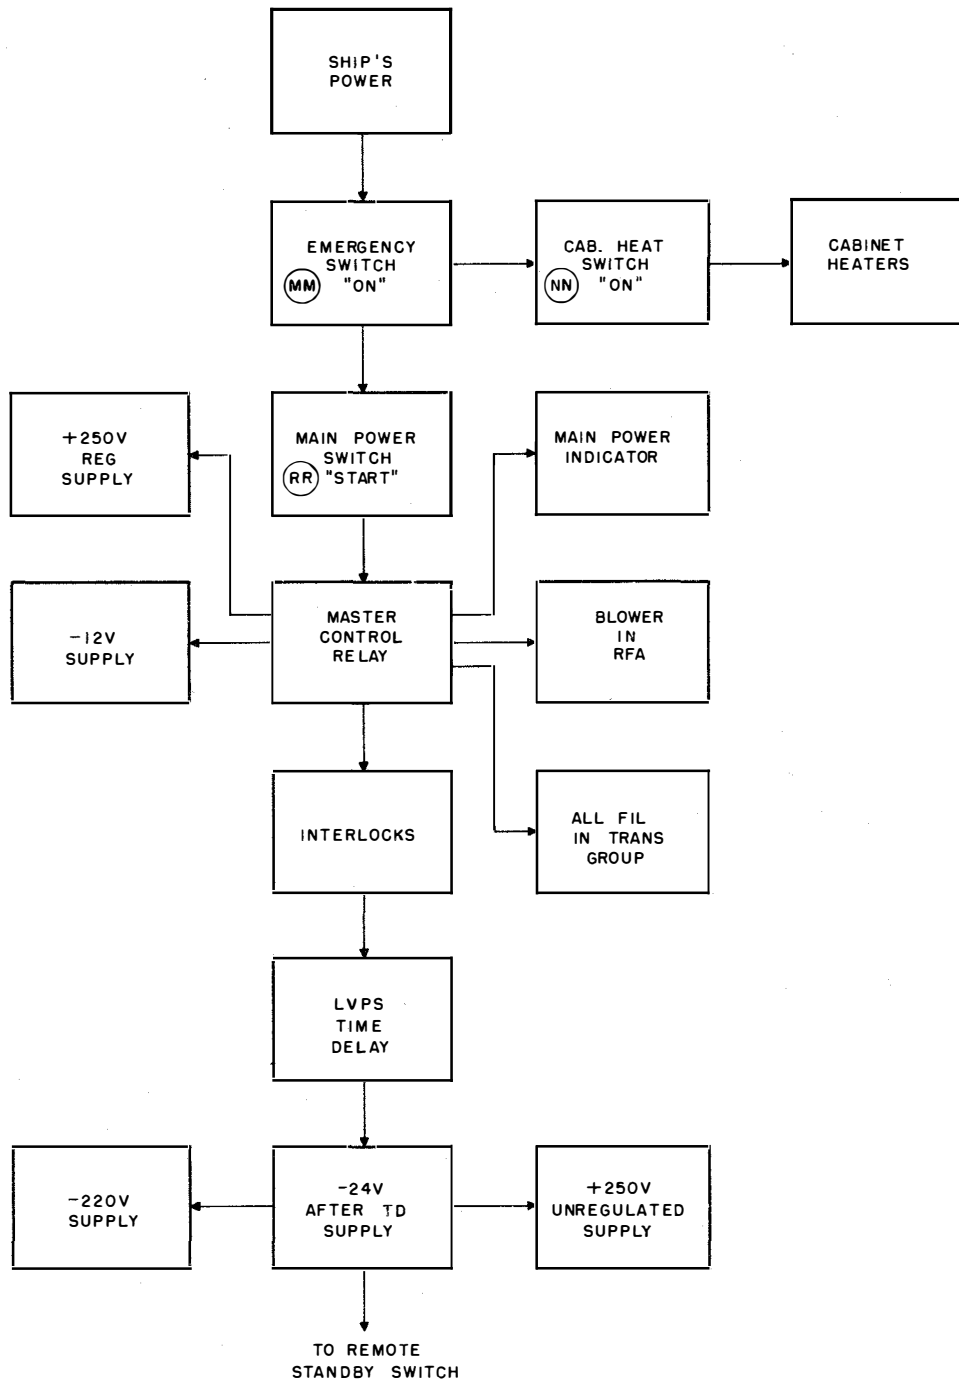 SHIP'S
POWER
EMERGENCY
SWITCH
MM "ON"
CAB. HEAT
SWITCH
NN "ON"
CABINET
HEATERS
+250V
REG
SUPPLY
MAIN POWER
SWITCH
RR "START"
MAIN POWER
INDICATOR
-12V
SUPPLY
MASTER
CONTROL
RELAY
BLOWER
IN
RFA
INTERLOCKS
ALL FIL
IN TRANS
GROUP
LVPS
TIME
DELAY
-220V
SUPPLY
-24V
AFTER TD
SUPPLY
+250V
UNREGULATED
SUPPLY
TO REMOTE
STANDBY SWITCH